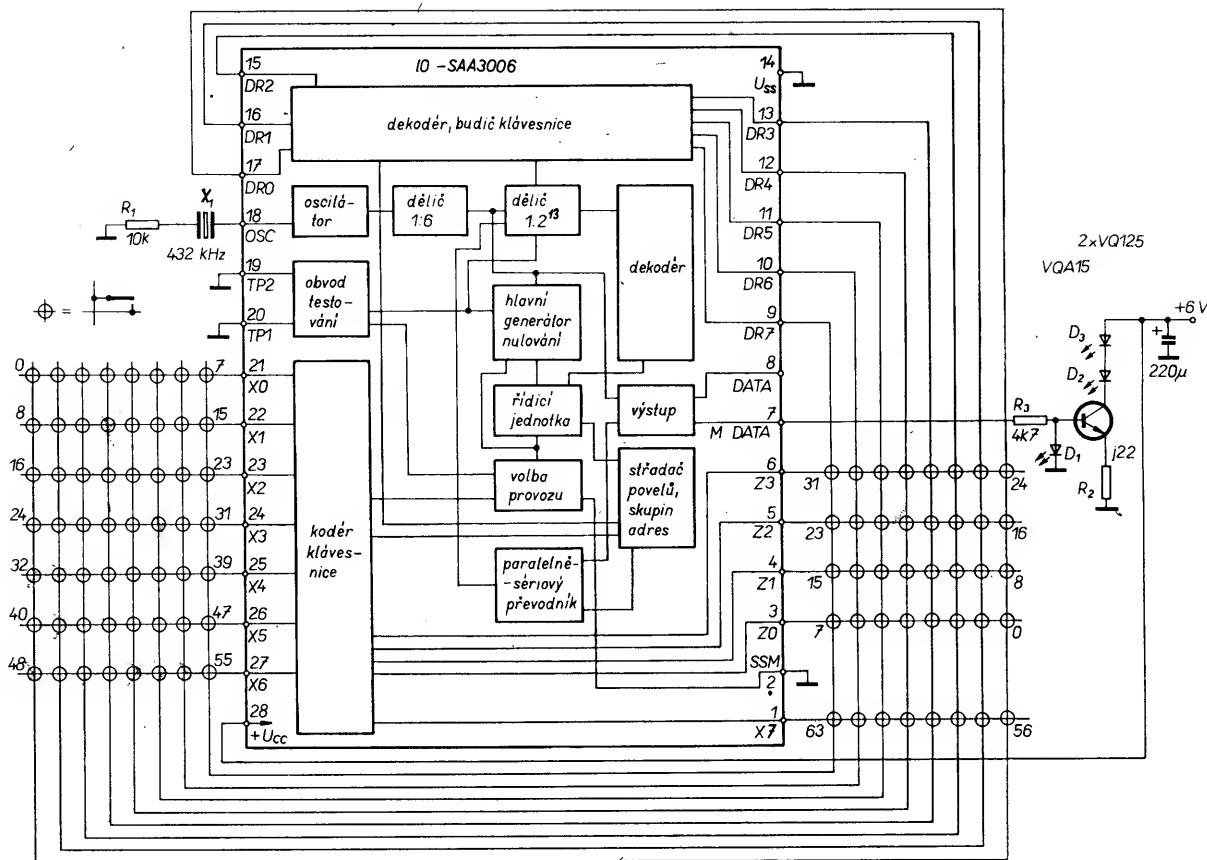 IO -SAA3006
15
DR2
16
DR1
17
DR0
14
Uss
13
DR3
12
DR4
11
DR5
10
DR6
9
DR7
8
DATA
7
M DATA
6
Z3
5
Z2
4
Z1
3
Z0
SSM
2
1
X7
dekodér, budič klávesnice
R1
10k
X1
432 kHz
18
OSC
19
TP2
20
TP1
21
X0
22
X1
23
X2
24
X3
25
X4
26
X5
27
X6
28
+Ucc
oscilá-
tor
dělič
1:6
dělič
1:2¹³
dekodér
obvod
testo-
vání
hlavní
generátor
nulování
řídicí
jednotka
výstup
volba
provozu
střadač
povelů,
skupin
adres
kodér
kláves-
nice
paralelně-
-sériový
převodník
=
0
7
8
15
16
23
24
31
32
39
40
47
48
55
31
24
23
16
15
8
7
0
63
56
2xVQ125
VQA15
+6 V
D3
D2
+
220µ
R3
4k7
D1
j22
R2